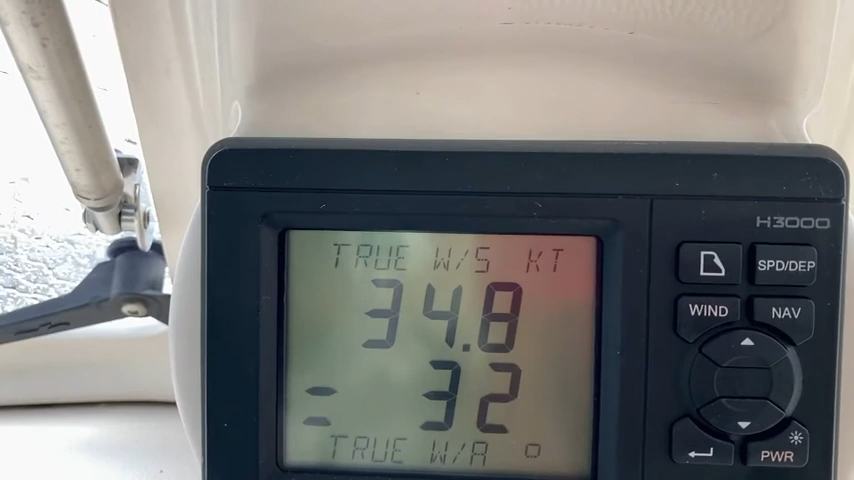 H3000
TRUE W/S KT
34.8
= 32
TRUE W/A °
SPD/DEP
WIND
NAV
PWR